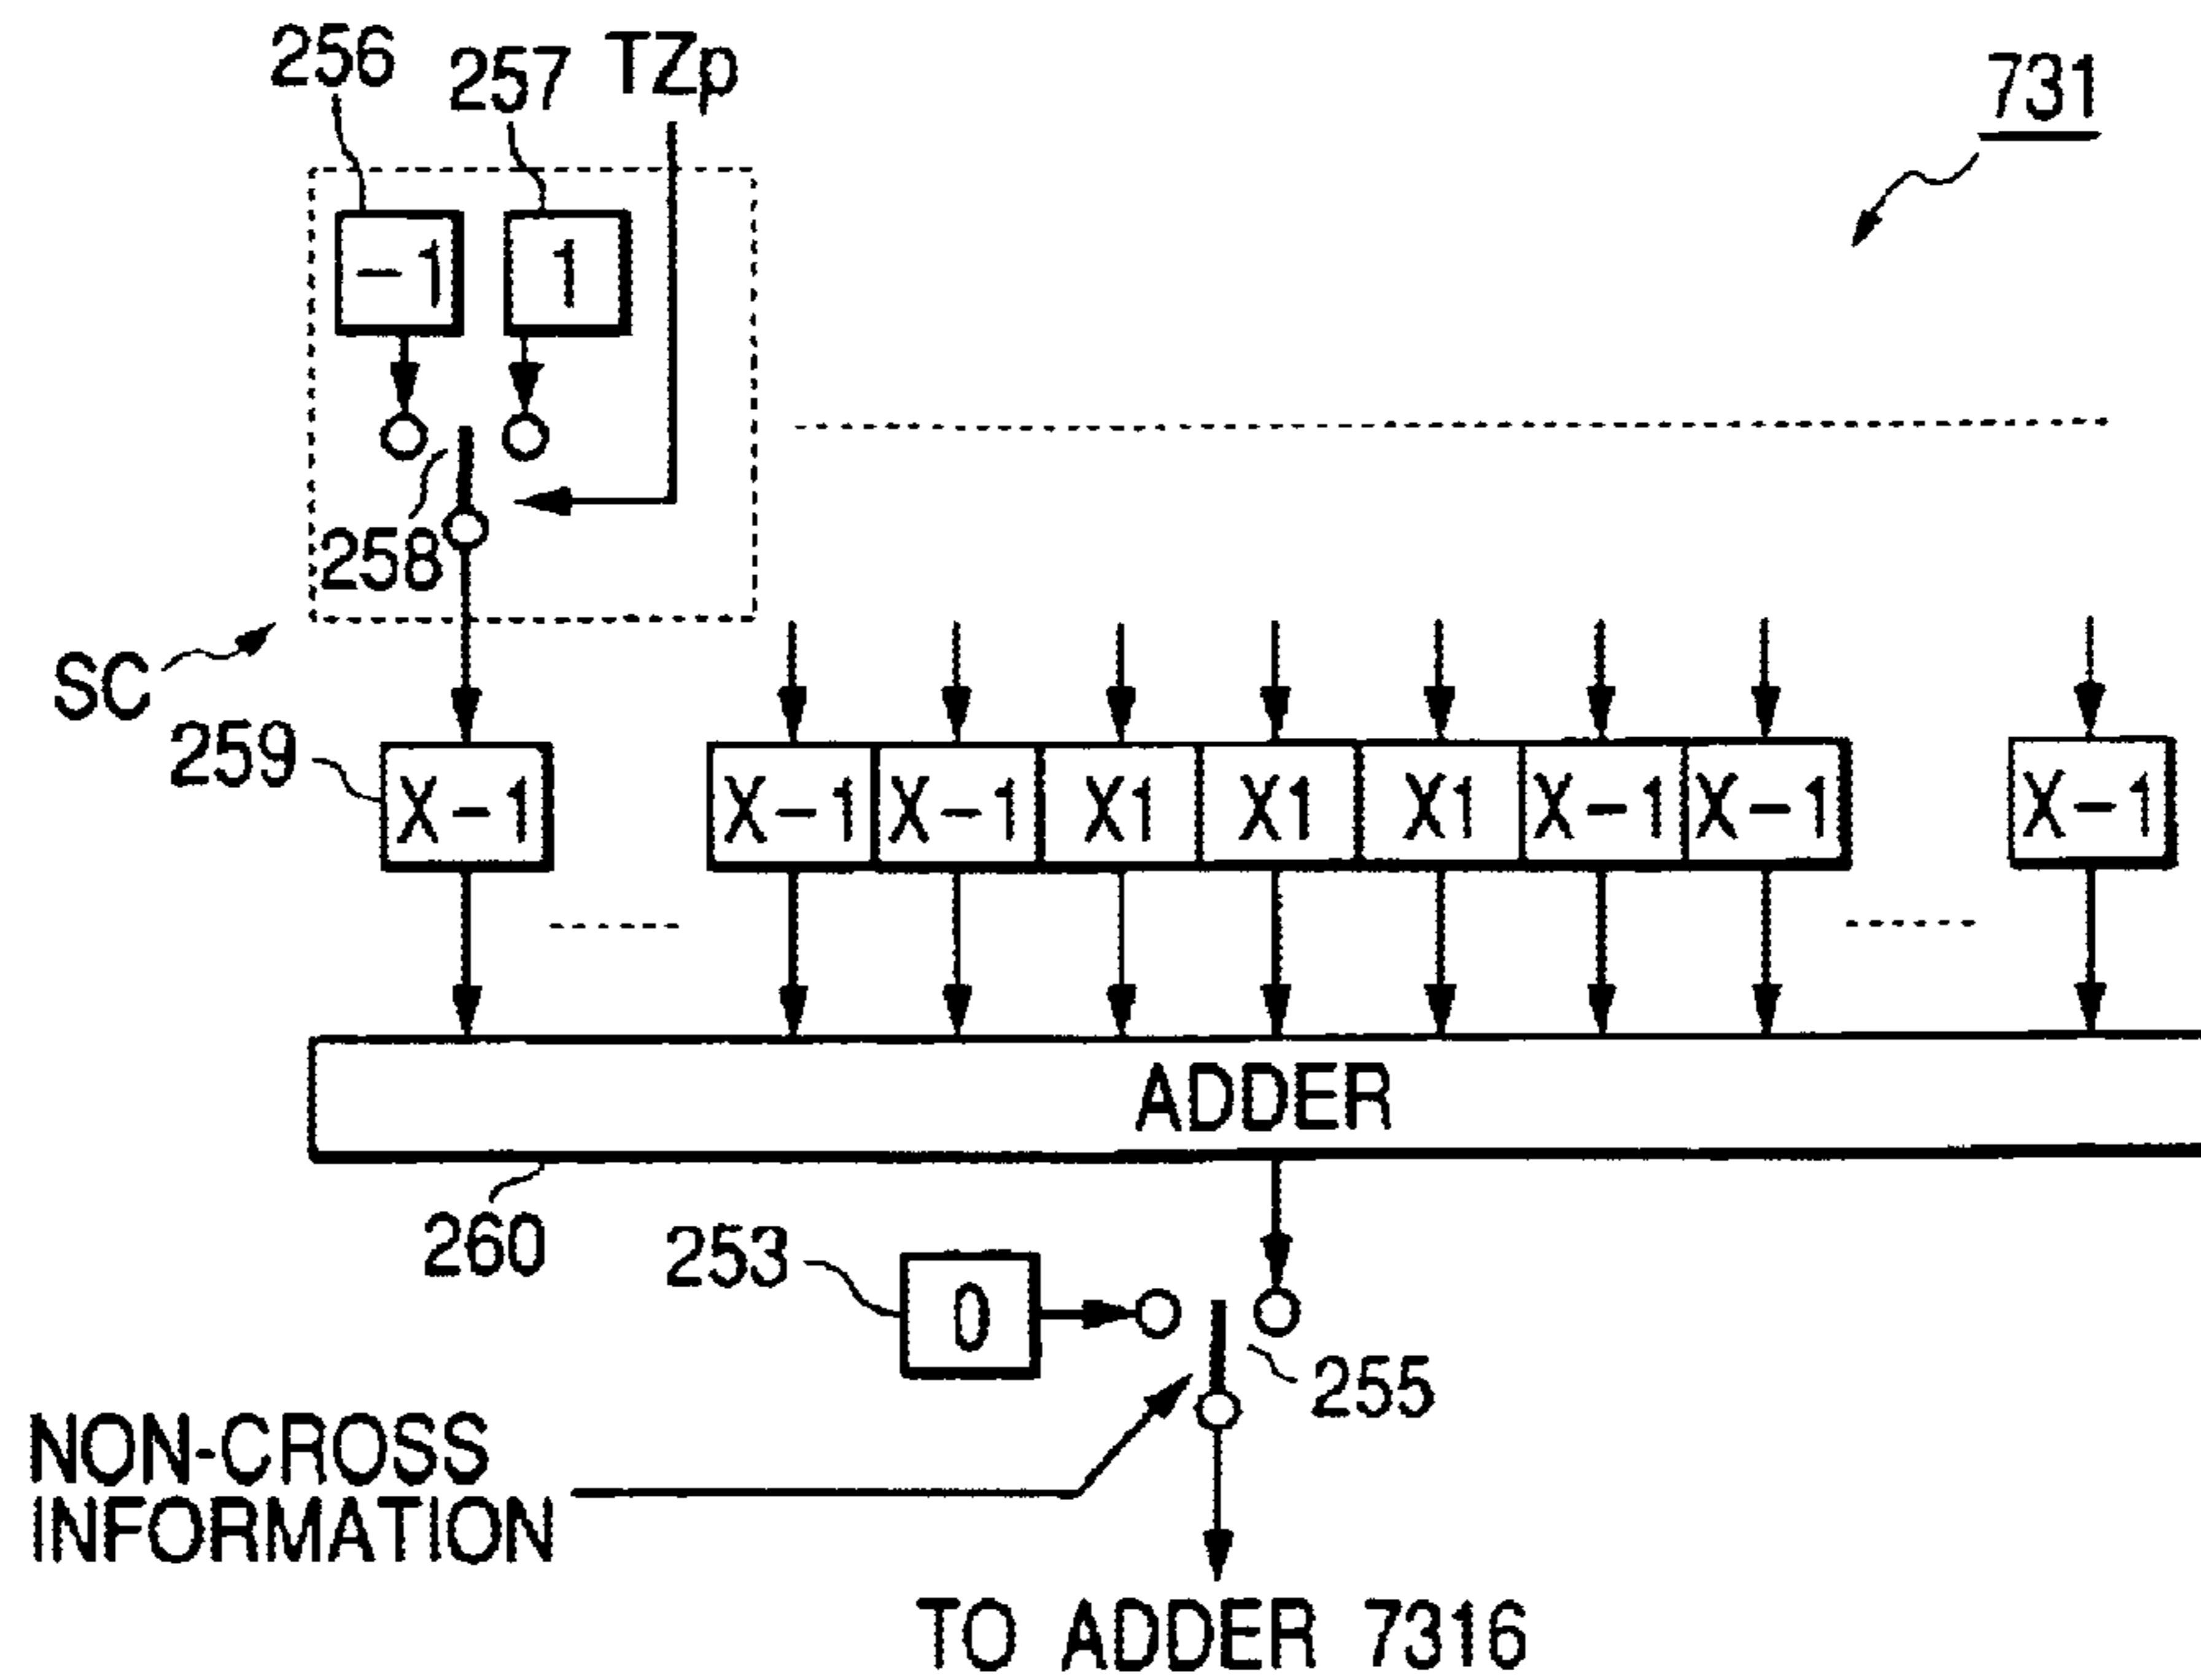 256 257 TZp
731
-1 1
258
SC
259
X-1 X-1 X-1 X1 X1 X1 X-1 X-1 X-1
ADDER
260
253
0
255
NON-CROSS
INFORMATION
TO ADDER 7316